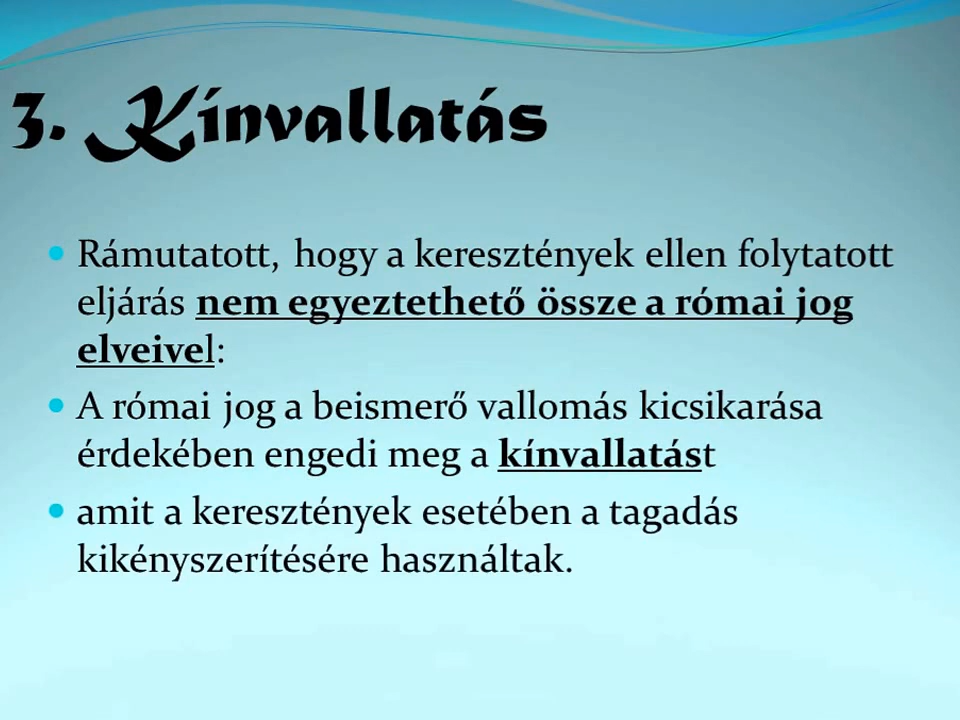 3. Kínvallatás
• Rámutatott, hogy a keresztények ellen folytatott
eljárás nem egyeztethető össze a római jog
elveivel:
• A római jog a beismerő vallomás kicsikarása
érdekében engedi meg a kínvallatást
• amit a keresztények esetében a tagadás
kikényszerítésére használtak.